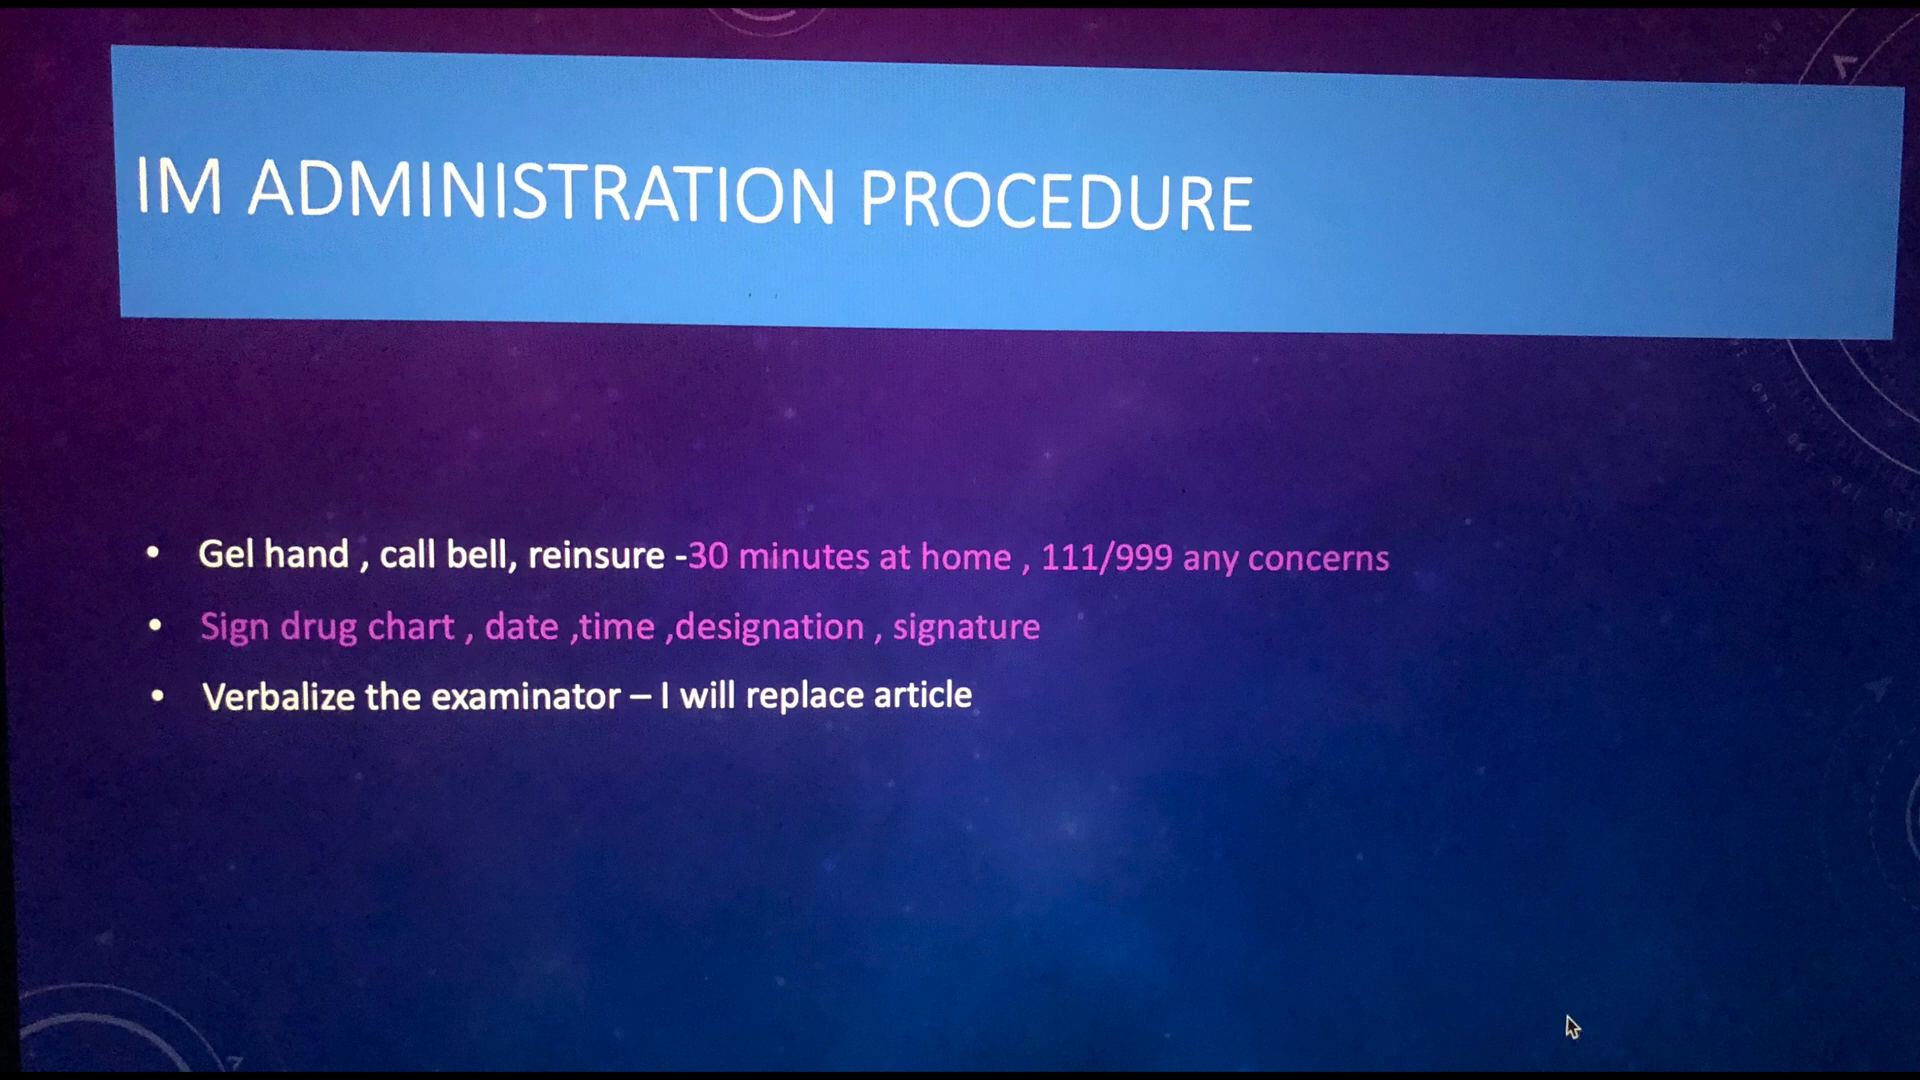 IM ADMINISTRATION PROCEDURE
• Gel hand , call bell, reinsure -30 minutes at home , 111/999 any concerns
• Sign drug chart , date ,time ,designation , signature
• Verbalize the examinator – I will replace article